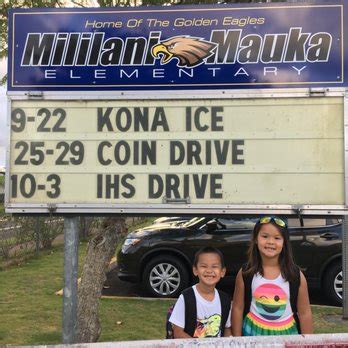 Home Of The Golden Eagles
Mililani Mauka
ELEMENTARY
9-22 KONA ICE
25-29 COIN DRIVE
10-3 IHS DRIVE